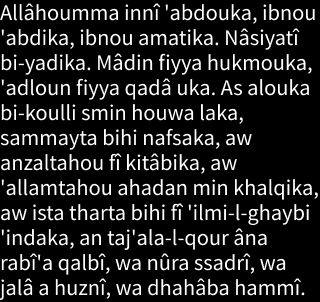 Allâhoumma innî 'abdouka, ibnou
'abdika, ibnou amatika. Nâsiyatî
bi-yadika. Mâdin fiyya hukmouka,
'adloun fiyya qadâ uka. As alouka
bi-koulli smin houwa laka,
sammayta bihi nafsaka, aw
anzaltahou fî kitâbika, aw
'allamtahou ahadan min khalqika,
aw ista tharta bihi fî 'ilmi-l-ghaybi
'indaka, an taj'ala-l-qour âna
rabî'a qalbî, wa nûra ssadrî, wa
jalâ a huznî, wa dhahâba hammî.